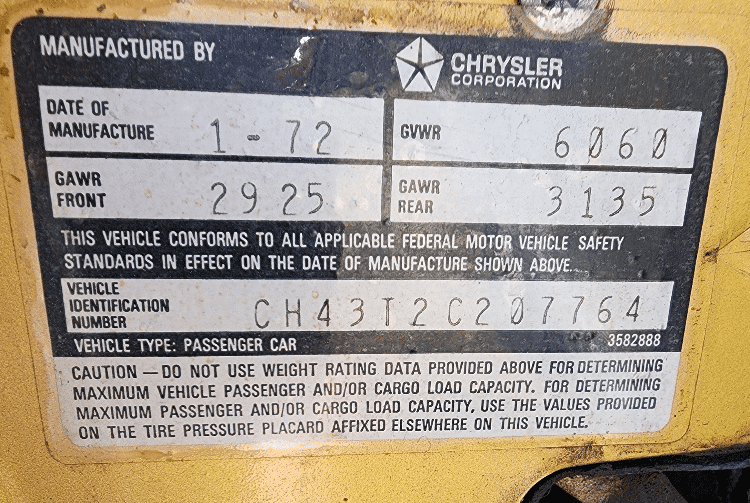 MANUFACTURED BY
CHRYSLER
CORPORATION
DATE OF
MANUFACTURE 1-72
GVWR 6060
GAWR
FRONT 2925
GAWR
REAR 3135
THIS VEHICLE CONFORMS TO ALL APPLICABLE FEDERAL MOTOR VEHICLE SAFETY
STANDARDS IN EFFECT ON THE DATE OF MANUFACTURE SHOWN ABOVE.
VEHICLE
IDENTIFICATION
NUMBER CH43T2C207764
VEHICLE TYPE: PASSENGER CAR 3582888
CAUTION — DO NOT USE WEIGHT RATING DATA PROVIDED ABOVE FOR DETERMINING
MAXIMUM VEHICLE PASSENGER AND/OR CARGO LOAD CAPACITY. FOR DETERMINING
MAXIMUM PASSENGER AND/OR CARGO LOAD CAPACITY, USE THE VALUES PROVIDED
ON THE TIRE PRESSURE PLACARD AFFIXED ELSEWHERE ON THIS VEHICLE.